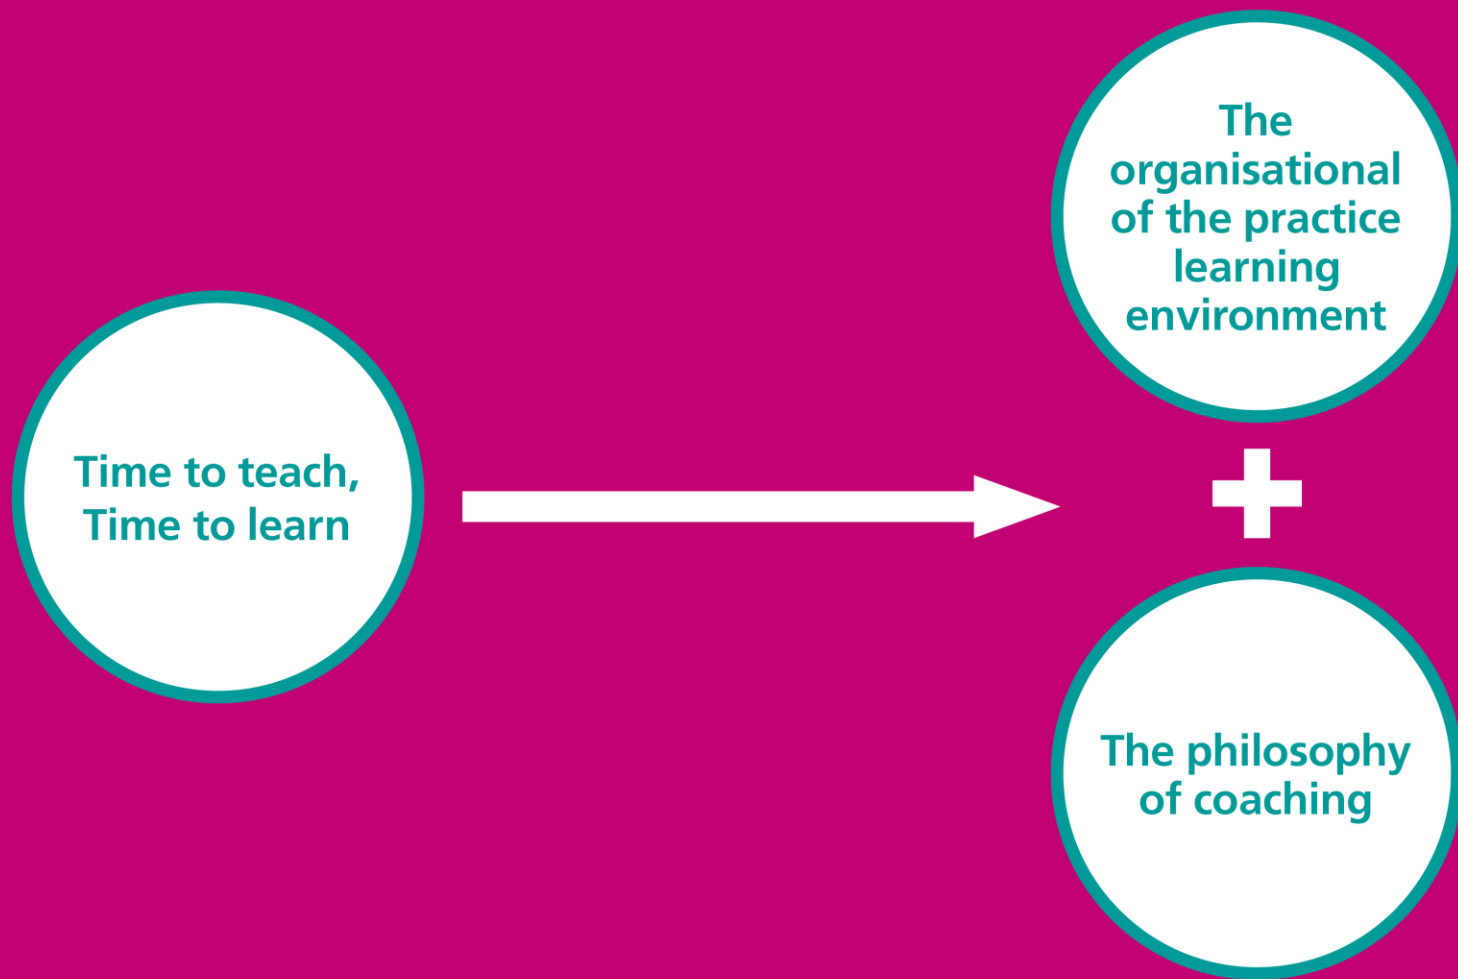 Time to teach,
Time to learn
The
organisational
of the practice
learning
environment
The philosophy
of coaching